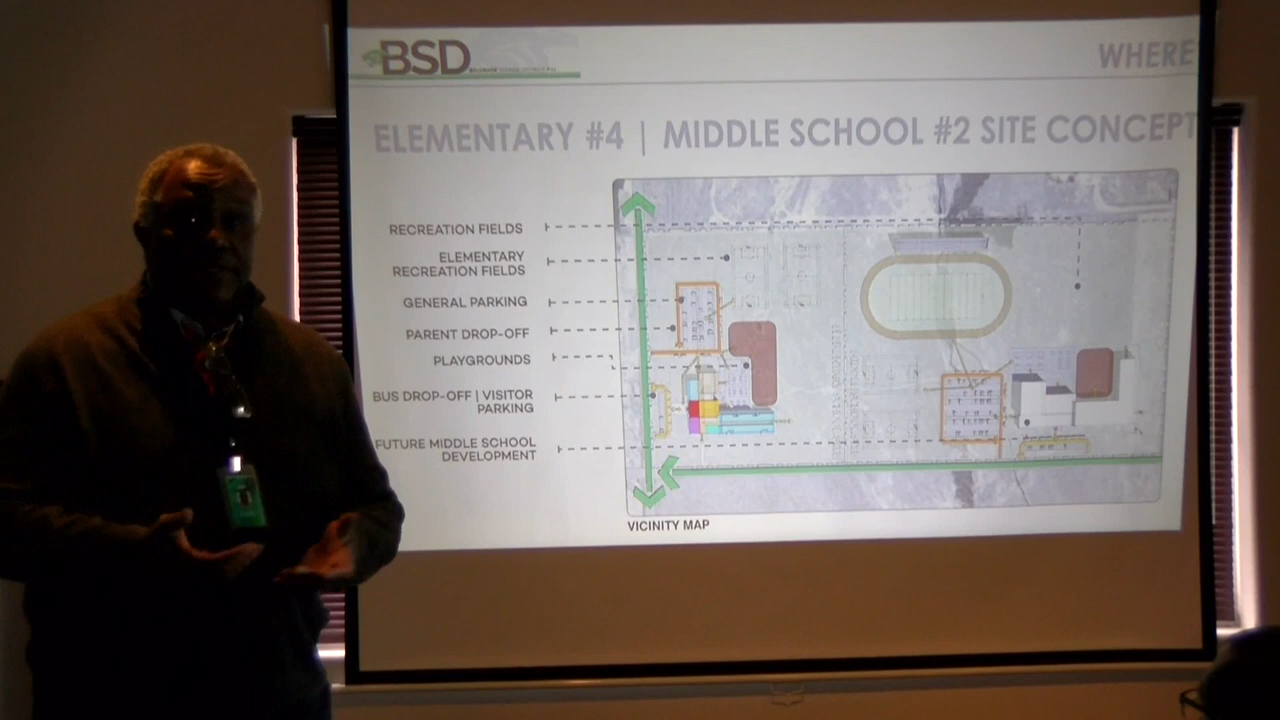 BSD
WHERE
ELEMENTARY #4 | MIDDLE SCHOOL #2 SITE CONCEPT
RECREATION FIELDS
ELEMENTARY
RECREATION FIELDS
GENERAL PARKING
PARENT DROP-OFF
PLAYGROUNDS
BUS DROP-OFF | VISITOR
PARKING
FUTURE MIDDLE SCHOOL
DEVELOPMENT
VICINITY MAP